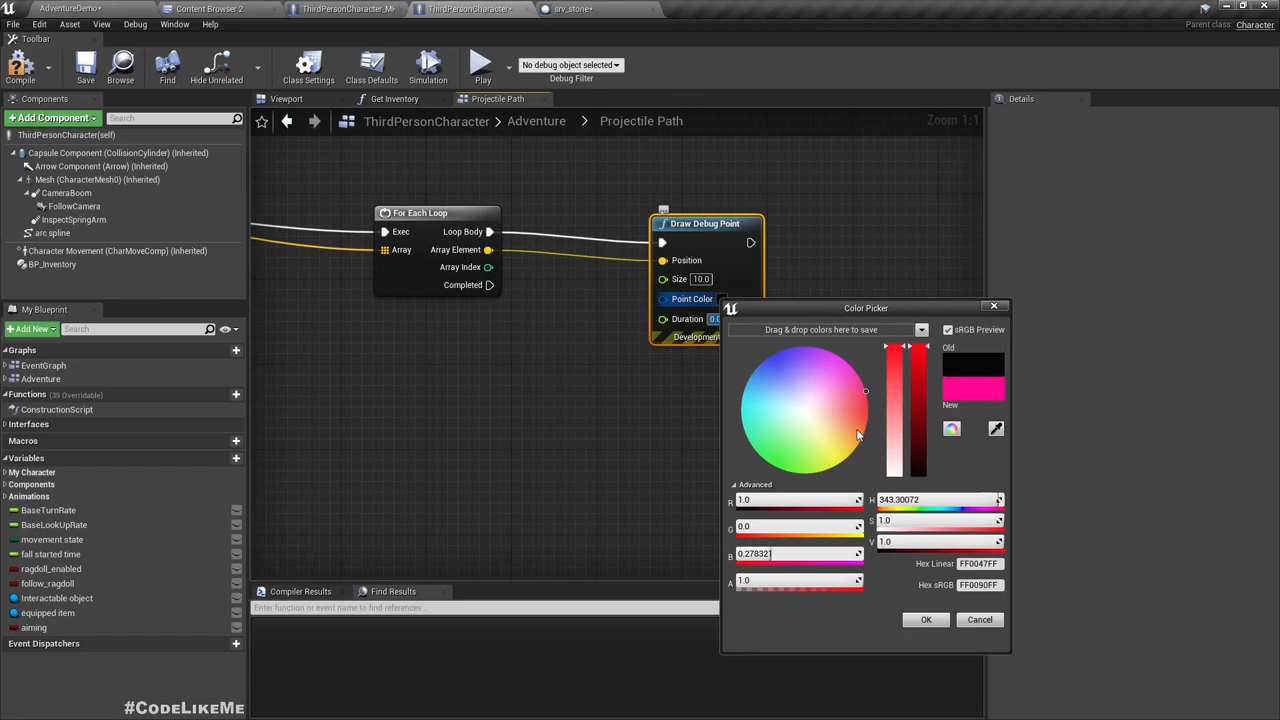 AdventureDemo*
Content Browser 2
ThirdPersonCharacter_Mi
ThirdPersonCharacter*
srv_stone*
File Edit Asset View Debug Window Help
Parent class: Character
Toolbar
Compile
Save
Browse
Find
Hide Unrelated
Class Settings
Class Defaults
Simulation
Play
No debug object selected
Debug Filter
Components
Viewport
Get Inventory
Projectile Path
Details
+ Add Component
Search
ThirdPersonCharacter > Adventure > Projectile Path
Zoom 1:1
ThirdPersonCharacter(self)
Capsule Component (CollisionCylinder) (Inherited)
Arrow Component (Arrow) (Inherited)
Mesh (CharacterMesh0) (Inherited)
CameraBoom
FollowCamera
InspectSpringArm
arc spline
Character Movement (CharMoveComp) (Inherited)
BP_Inventory
My Blueprint
+ Add New
Search
Graphs
EventGraph
Adventure
Functions (39 Overridable)
ConstructionScript
Interfaces
Macros
Variables
My Character
Components
Animations
BaseTurnRate
BaseLookUpRate
movement state
fall started time
ragdoll_enabled
follow_ragdoll
Interactable object
equipped item
aiming
Event Dispatchers
For Each Loop
Exec
Loop Body
Array
Array Element
Array Index
Completed
Draw Debug Point
Position
Size 10.0
Point Color
Duration 0.0
Development
Color Picker
Drag & drop colors here to save
sRGB Preview
Old
New
Advanced
R 1.0
H 343.30072
G 0.0
S 1.0
B 0.278321
V 1.0
Hex Linear FF0047FF
A 1.0
Hex sRGB FF0090FF
OK
Cancel
Compiler Results
Find Results
Enter function or event name to find references...
#CodeLikeMe